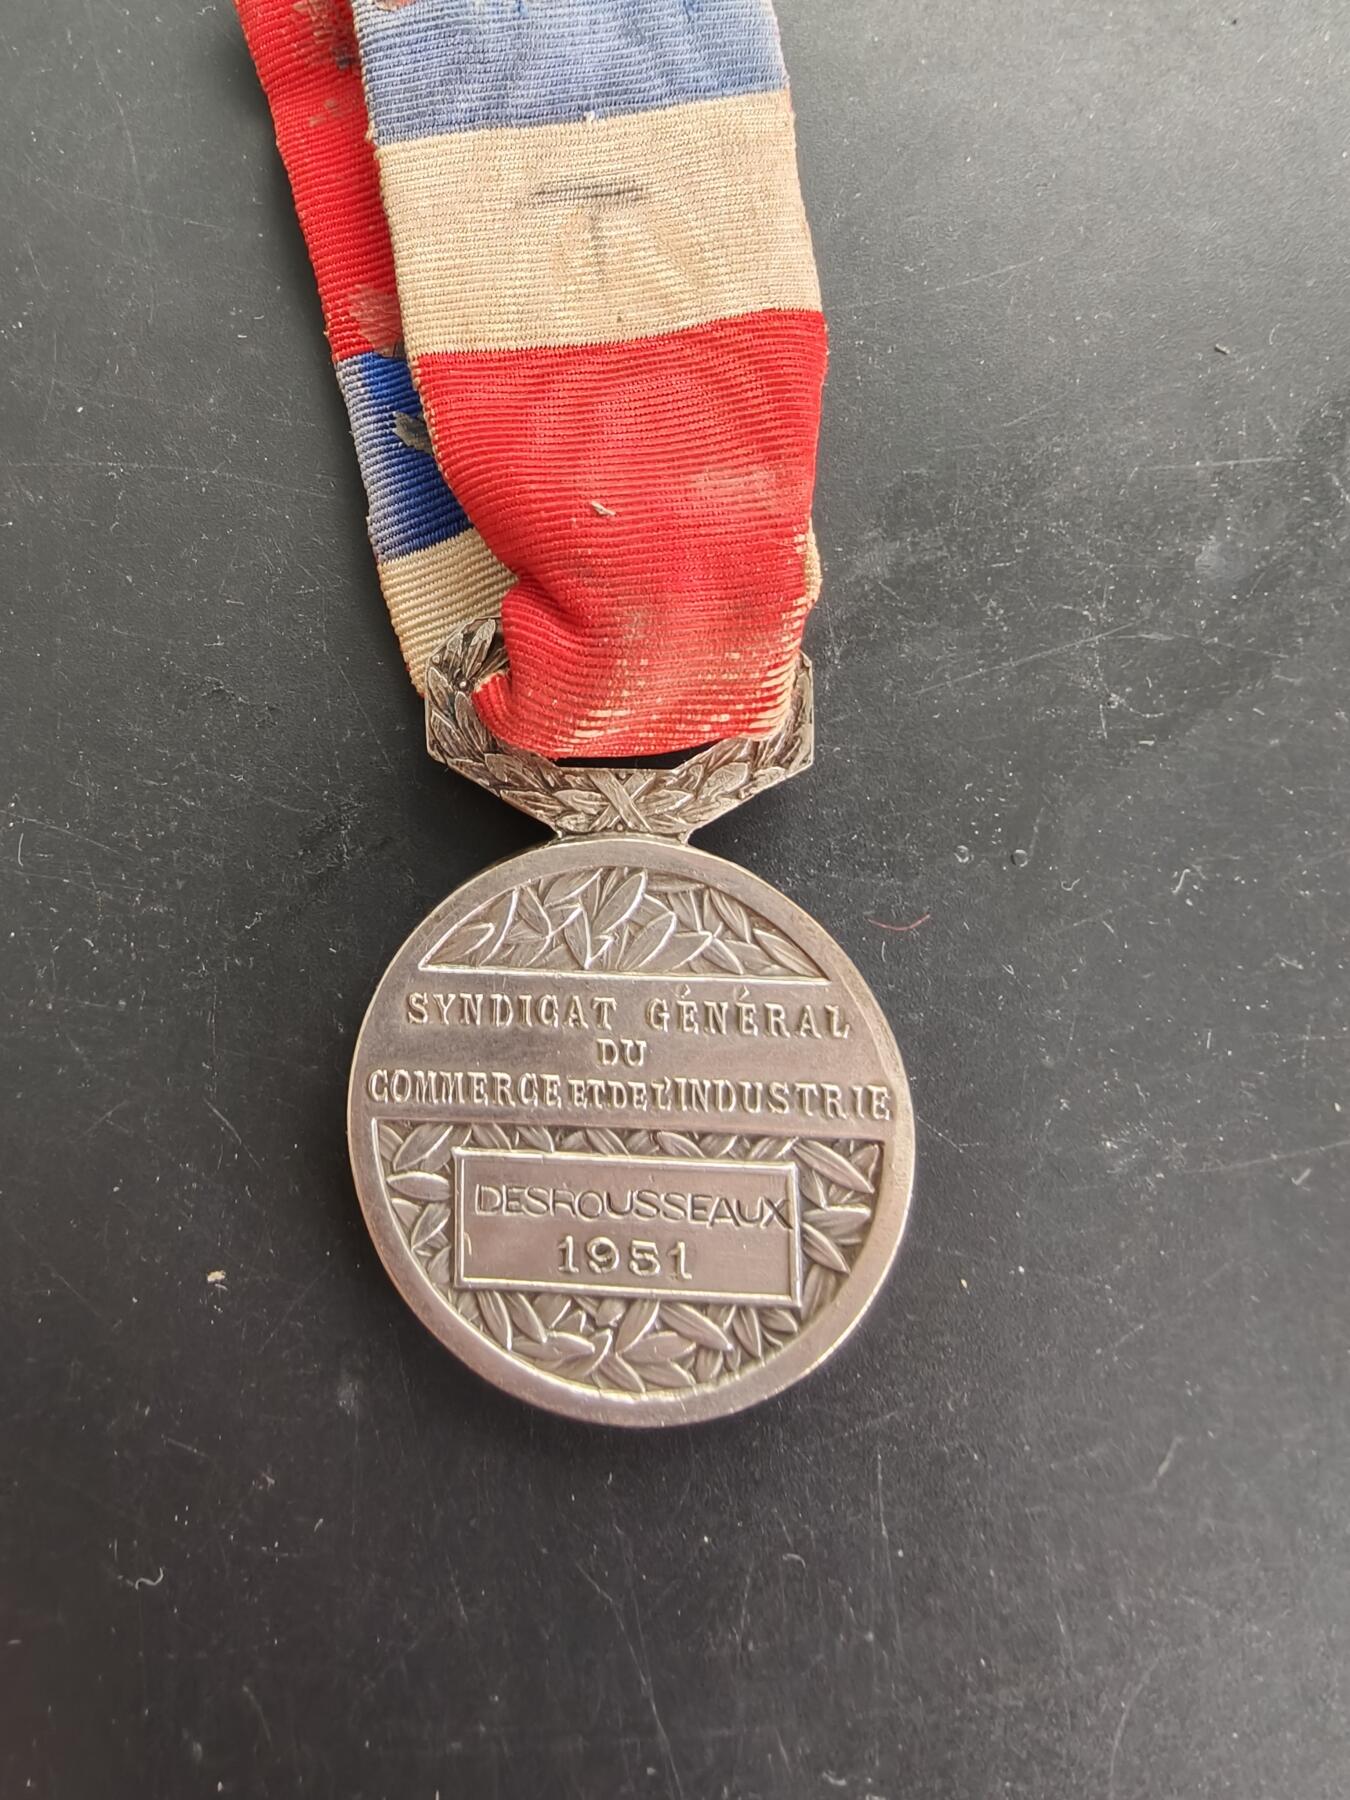 SYNDICAT GÉNÉRAL
DU
COMMERCE ET DE L'INDUSTRIE
DESROUSSEAUX
1951